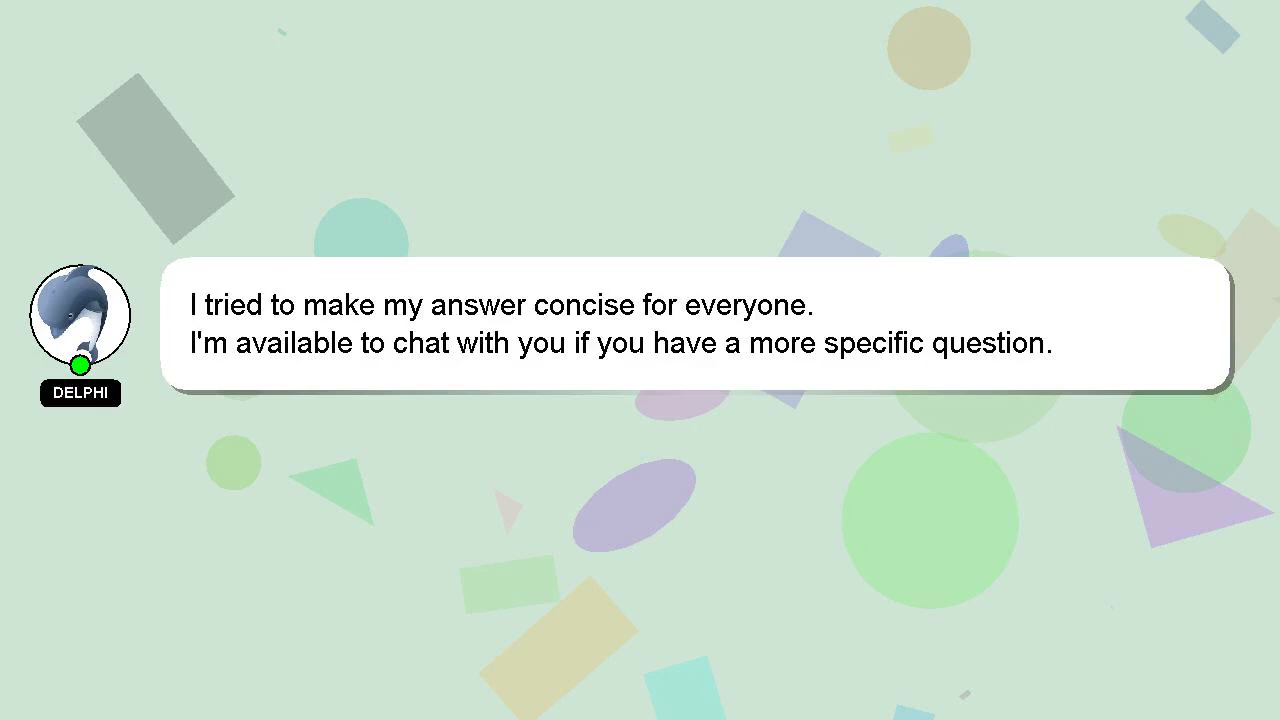 I tried to make my answer concise for everyone.
I'm available to chat with you if you have a more specific question.
DELPHI